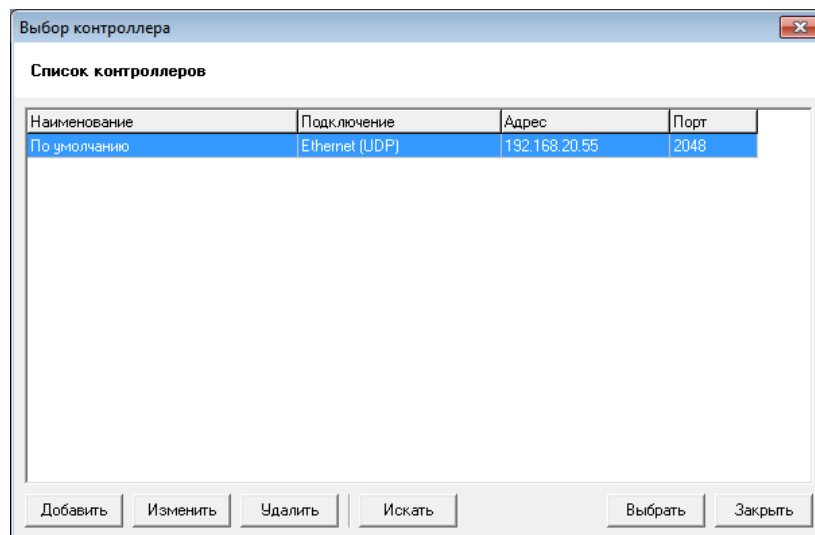 Выбор контроллера
Список контроллеров
Наименование Подключение Адрес Порт
По умолчанию Ethernet (UDP) 192.168.20.55 2048
Добавить Изменить Удалить Искать Выбрать Закрыть